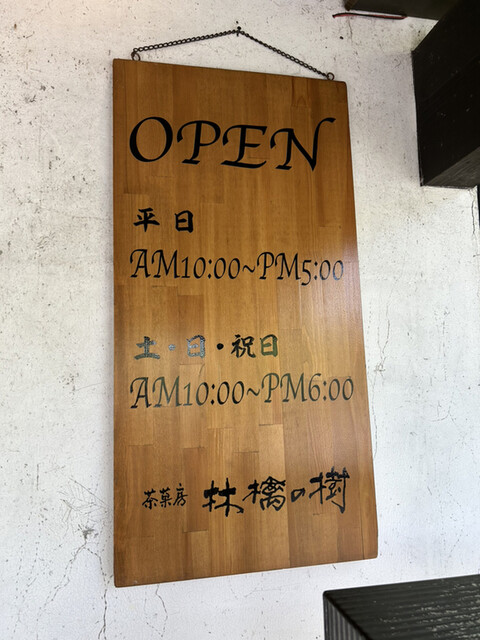 OPEN
平日
AM10:00~PM5:00
土・日・祝日
AM10:00~PM6:00
茶菓房 林檎の樹